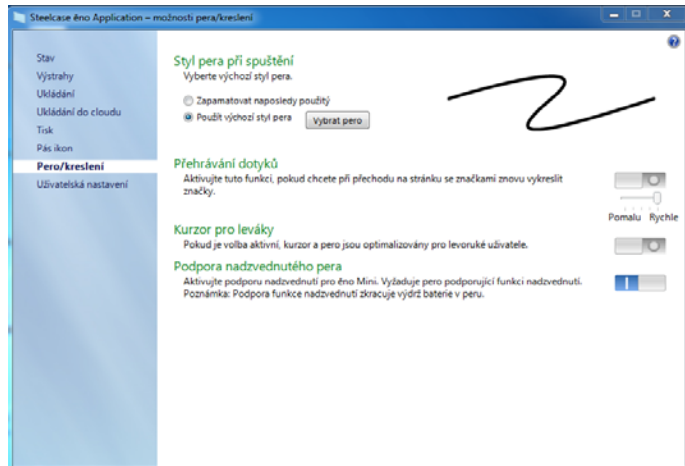 Steelcase ēno Application – možnosti pera/kreslení
Stav
Výstrahy
Ukládání
Ukládání do cloudu
Tisk
Pás ikon
Pero/kreslení
Uživatelská nastavení
Styl pera při spuštění
Vyberte výchozí styl pera.
Zapamatovat naposledy použitý
Použít výchozí styl pera
Vybrat pero
Přehrávání dotyků
Aktivujte tuto funkci, pokud chcete při přechodu na stránku se značkami znovu vykreslit
značky.
Pomalu Rychle
Kurzor pro leváky
Pokud je volba aktivní, kurzor a pero jsou optimalizovány pro levoruké uživatele.
Podpora nadzvednutého pera
Aktivujte podporu nadzvednutí pro ēno Mini. Vyžaduje pero podporující funkci nadzvednutí.
Poznámka: Podpora funkce nadzvednutí zkracuje výdrž baterie v peru.